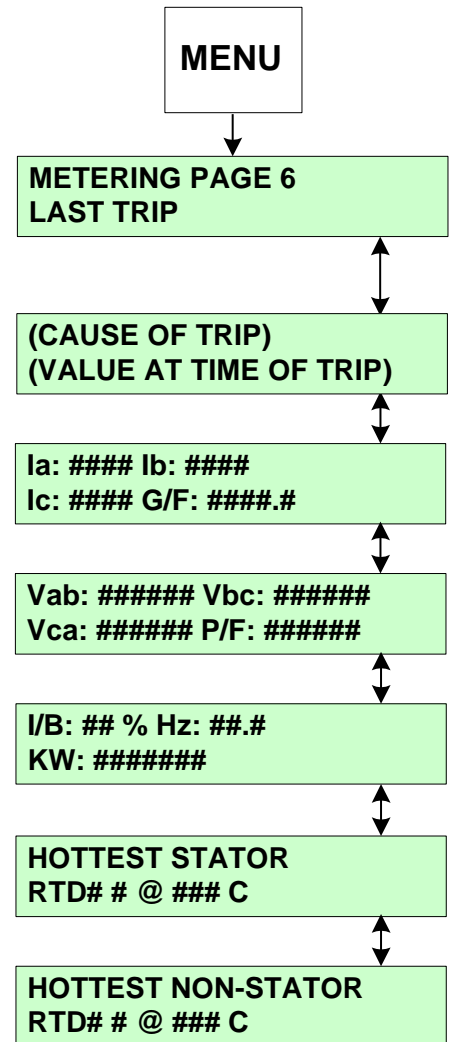 MENU
METERING PAGE 6
LAST TRIP
(CAUSE OF TRIP)
(VALUE AT TIME OF TRIP)
Ia: #### Ib: ####
Ic: #### G/F: ####.#
Vab: ###### Vbc: ######
Vca: ###### P/F: ######
I/B: ## % Hz: ##.#
KW: #######
HOTTEST STATOR
RTD# # @ ### C
HOTTEST NON-STATOR
RTD# # @ ### C